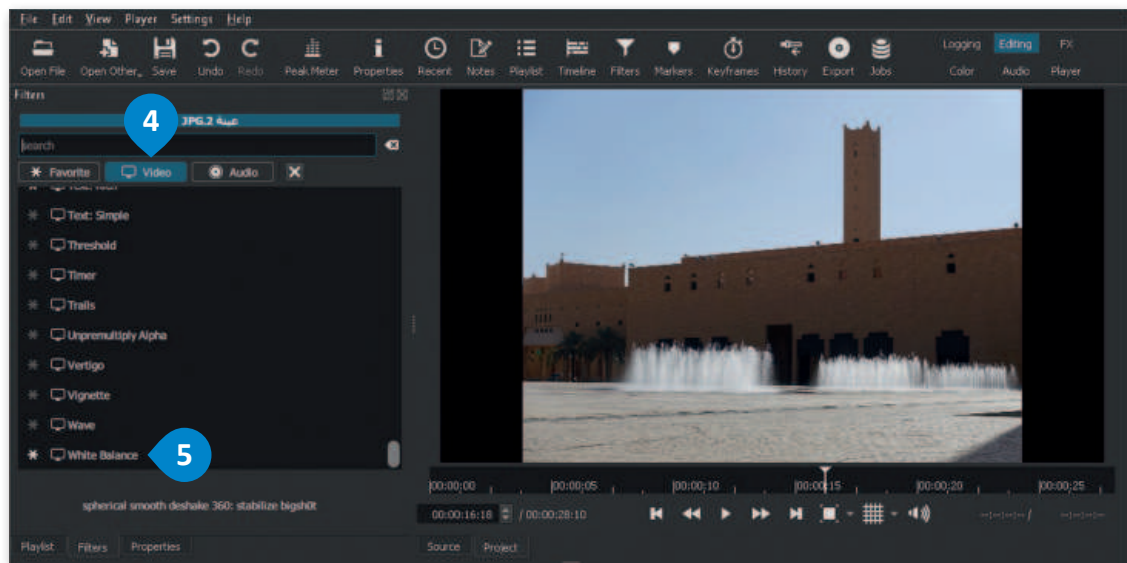 File Edit View Player Settings Help
Open File Open Other.. Save Undo Redo Peak Meter Properties Recent Notes Playlist Timeline Filters Markers Keyframes History Export Jobs
Logging Editing FX
Color Audio Player
Filters
عينة 2.JPG
4
search
Favorite Video Audio
Text: Simple
Threshold
Timer
Trails
Unpremultiply Alpha
Vertigo
Vignette
Wave
White Balance 5
spherical smooth deshake 360: stabilize bigsh0t
00:00;00 00:00;05 00:00;10 00:00;15 00:00;20 00:00;25
00:00:16:18 / 00:00:28:10 --:--:--:-- / --:--:--:--
Playlist Filters Properties Source Project